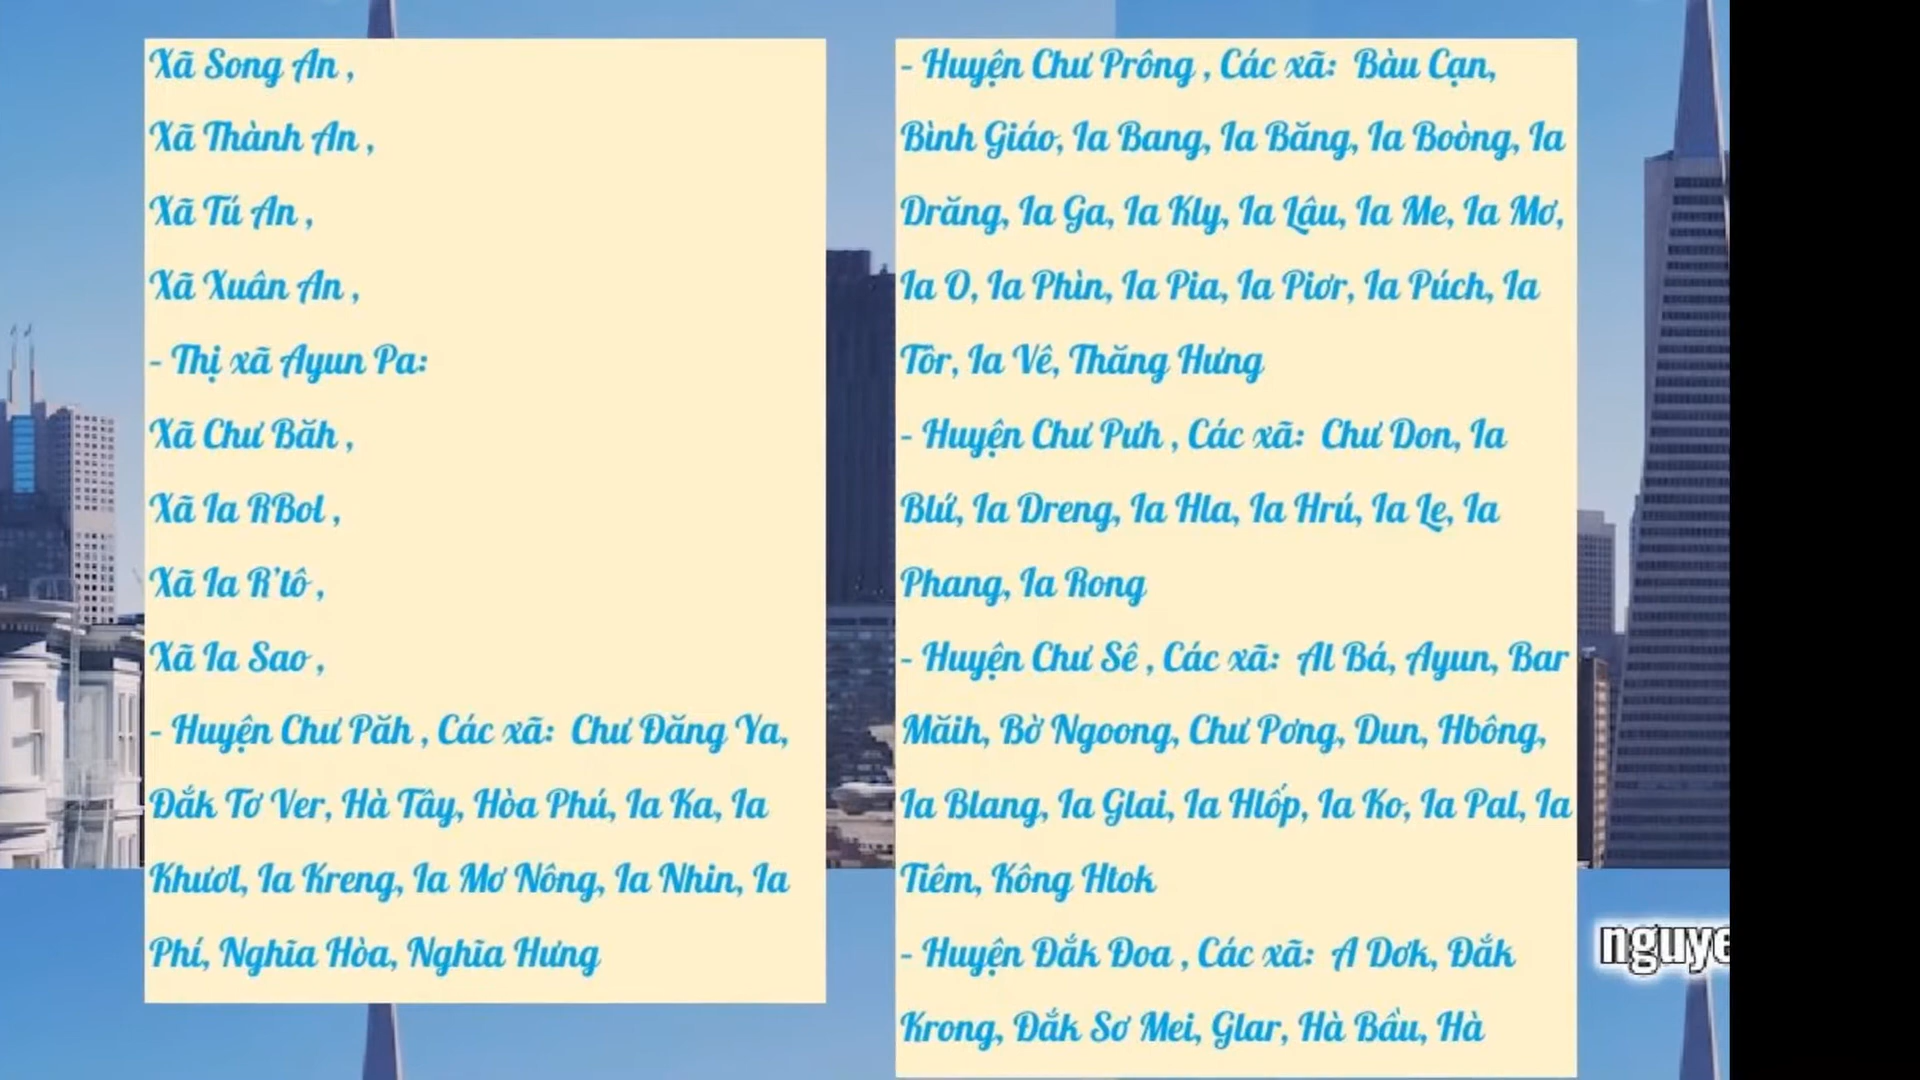 Xã Song An ,
Xã Thành An ,
Xã Tú An ,
Xã Xuân An ,
- Thị xã Ayun Pa:
Xã Chư Băh ,
Xã Ia RBol ,
Xã Ia R’tô ,
Xã Ia Sao ,
- Huyện Chư Păh , Các xã: Chư Đăng Ya,
Đắk Tơ Ver, Hà Tây, Hòa Phú, Ia Ka, Ia
Khươl, Ia Kreng, Ia Mơ Nông, Ia Nhin, Ia
Phí, Nghĩa Hòa, Nghĩa Hưng
- Huyện Chư Prông , Các xã: Bàu Cạn,
Bình Giáo, Ia Bang, Ia Băng, Ia Boòng, Ia
Drăng, Ia Ga, Ia Kly, Ia Lâu, Ia Me, Ia Mơ,
Ia O, Ia Phìn, Ia Pia, Ia Piơr, Ia Púch, Ia
Tôr, Ia Vê, Thăng Hưng
- Huyện Chư Pưh , Các xã: Chư Don, Ia
Blứ, Ia Dreng, Ia Hla, Ia Hrú, Ia Le, Ia
Phang, Ia Rong
- Huyện Chư Sê , Các xã: Al Bá, Ayun, Bar
Măih, Bờ Ngoong, Chư Pơng, Dun, Hbông,
Ia Blang, Ia Glai, Ia Hlốp, Ia Ko, Ia Pal, Ia
Tiêm, Kông Htok
- Huyện Đắk Đoa , Các xã: A Dơk, Đắk
Krong, Đắk Sơ Mei, Glar, Hà Bầu, Hà